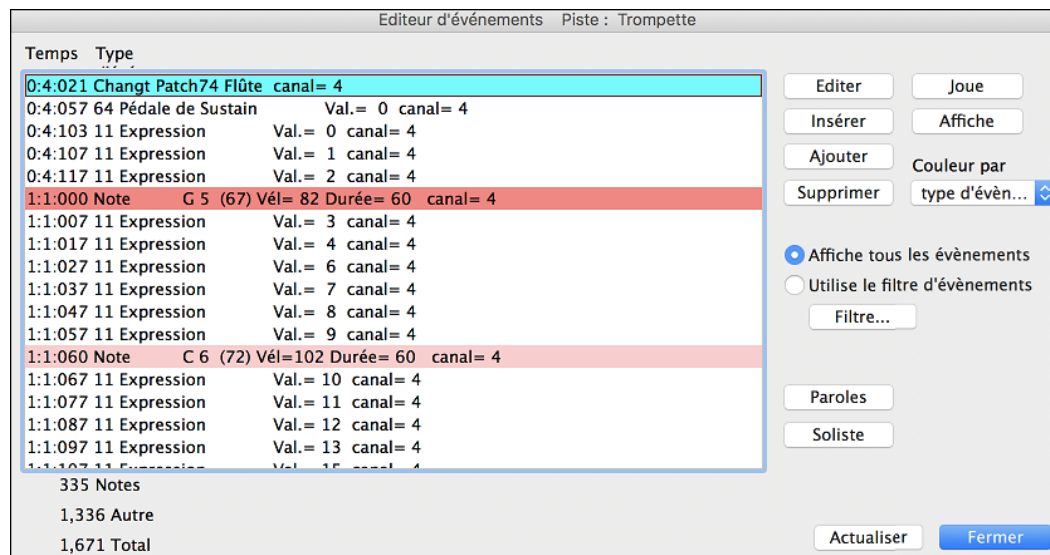 Editeur d'événements Piste : Trompette
Temps Type
0:4:021 Changt Patch74 Flûte canal= 4
0:4:057 64 Pédale de Sustain Val.= 0 canal= 4
0:4:103 11 Expression Val.= 0 canal= 4
0:4:107 11 Expression Val.= 1 canal= 4
0:4:117 11 Expression Val.= 2 canal= 4
1:1:000 Note G 5 (67) Vél= 82 Durée= 60 canal= 4
1:1:007 11 Expression Val.= 3 canal= 4
1:1:017 11 Expression Val.= 4 canal= 4
1:1:027 11 Expression Val.= 6 canal= 4
1:1:037 11 Expression Val.= 7 canal= 4
1:1:047 11 Expression Val.= 8 canal= 4
1:1:057 11 Expression Val.= 9 canal= 4
1:1:060 Note C 6 (72) Vél=102 Durée= 60 canal= 4
1:1:067 11 Expression Val.= 10 canal= 4
1:1:077 11 Expression Val.= 11 canal= 4
1:1:087 11 Expression Val.= 12 canal= 4
1:1:097 11 Expression Val.= 13 canal= 4
1:1:107 11 Expression Val.= 15 canal= 4
335 Notes
1,336 Autre
1,671 Total
Editer Joue
Insérer Affiche
Ajouter
Couleur par
Supprimer type d'évèn...
Affiche tous les évènements
Utilise le filtre d'évènements
Filtre...
Paroles
Soliste
Actualiser Fermer